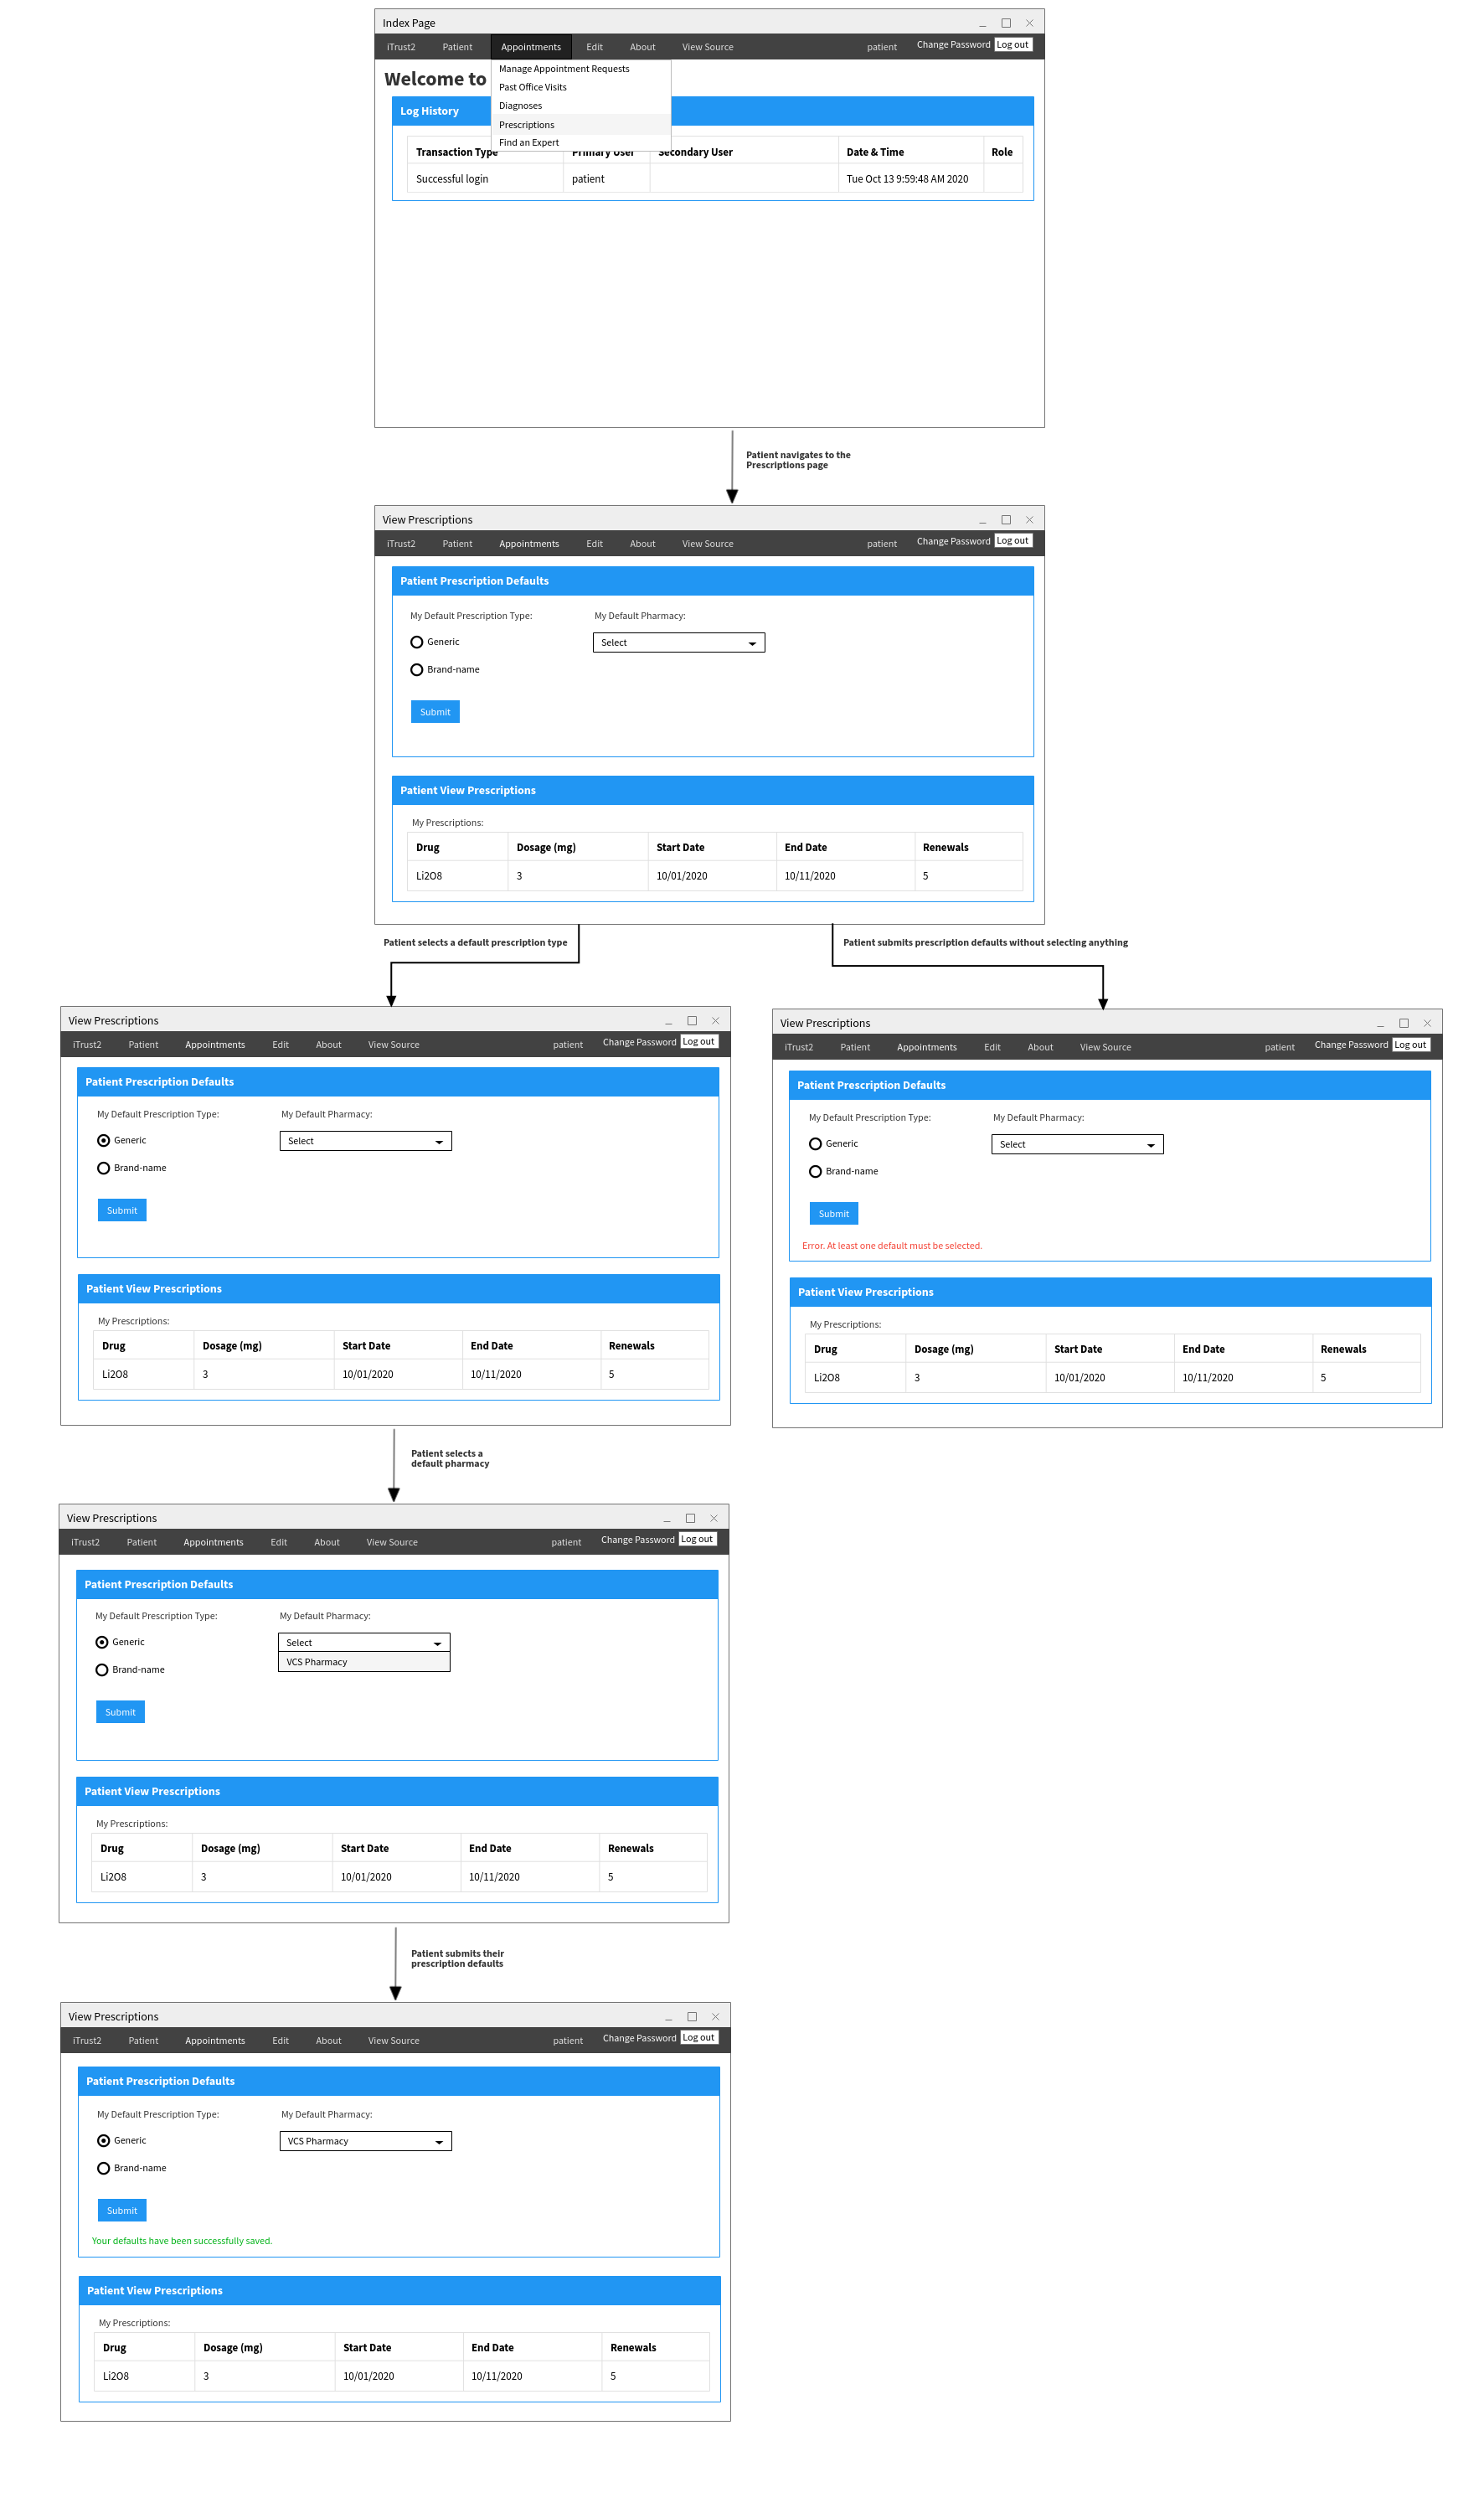 Index Page
iTrust2 Patient Appointments Edit About View Source patient Change Password Log out
Manage Appointment Requests
Welcome to
Past Office Visits
Diagnoses
Log History
Prescriptions
Find an Expert
Transaction Type Primary User Secondary User Date & Time Role
Successful login patient Tue Oct 13 9:59:48 AM 2020
Patient navigates to the
Prescriptions page
View Prescriptions
iTrust2 Patient Appointments Edit About View Source patient Change Password Log out
Patient Prescription Defaults
My Default Prescription Type: My Default Pharmacy:
Generic Select
Brand-name
Submit
Patient View Prescriptions
My Prescriptions:
Drug Dosage (mg) Start Date End Date Renewals
Li2O8 3 10/01/2020 10/11/2020 5
Patient selects a default prescription type
Patient submits prescription defaults without selecting anything
View Prescriptions
iTrust2 Patient Appointments Edit About View Source patient Change Password Log out
Patient Prescription Defaults
My Default Prescription Type: My Default Pharmacy:
Generic Select
Brand-name
Submit
Patient View Prescriptions
My Prescriptions:
Drug Dosage (mg) Start Date End Date Renewals
Li2O8 3 10/01/2020 10/11/2020 5
View Prescriptions
iTrust2 Patient Appointments Edit About View Source patient Change Password Log out
Patient Prescription Defaults
My Default Prescription Type: My Default Pharmacy:
Generic Select
Brand-name
Submit
Error. At least one default must be selected.
Patient View Prescriptions
My Prescriptions:
Drug Dosage (mg) Start Date End Date Renewals
Li2O8 3 10/01/2020 10/11/2020 5
Patient selects a
default pharmacy
View Prescriptions
iTrust2 Patient Appointments Edit About View Source patient Change Password Log out
Patient Prescription Defaults
My Default Prescription Type: My Default Pharmacy:
Generic Select
VCS Pharmacy
Brand-name
Submit
Patient View Prescriptions
My Prescriptions:
Drug Dosage (mg) Start Date End Date Renewals
Li2O8 3 10/01/2020 10/11/2020 5
Patient submits their
prescription defaults
View Prescriptions
iTrust2 Patient Appointments Edit About View Source patient Change Password Log out
Patient Prescription Defaults
My Default Prescription Type: My Default Pharmacy:
Generic VCS Pharmacy
Brand-name
Submit
Your defaults have been successfully saved.
Patient View Prescriptions
My Prescriptions:
Drug Dosage (mg) Start Date End Date Renewals
Li2O8 3 10/01/2020 10/11/2020 5